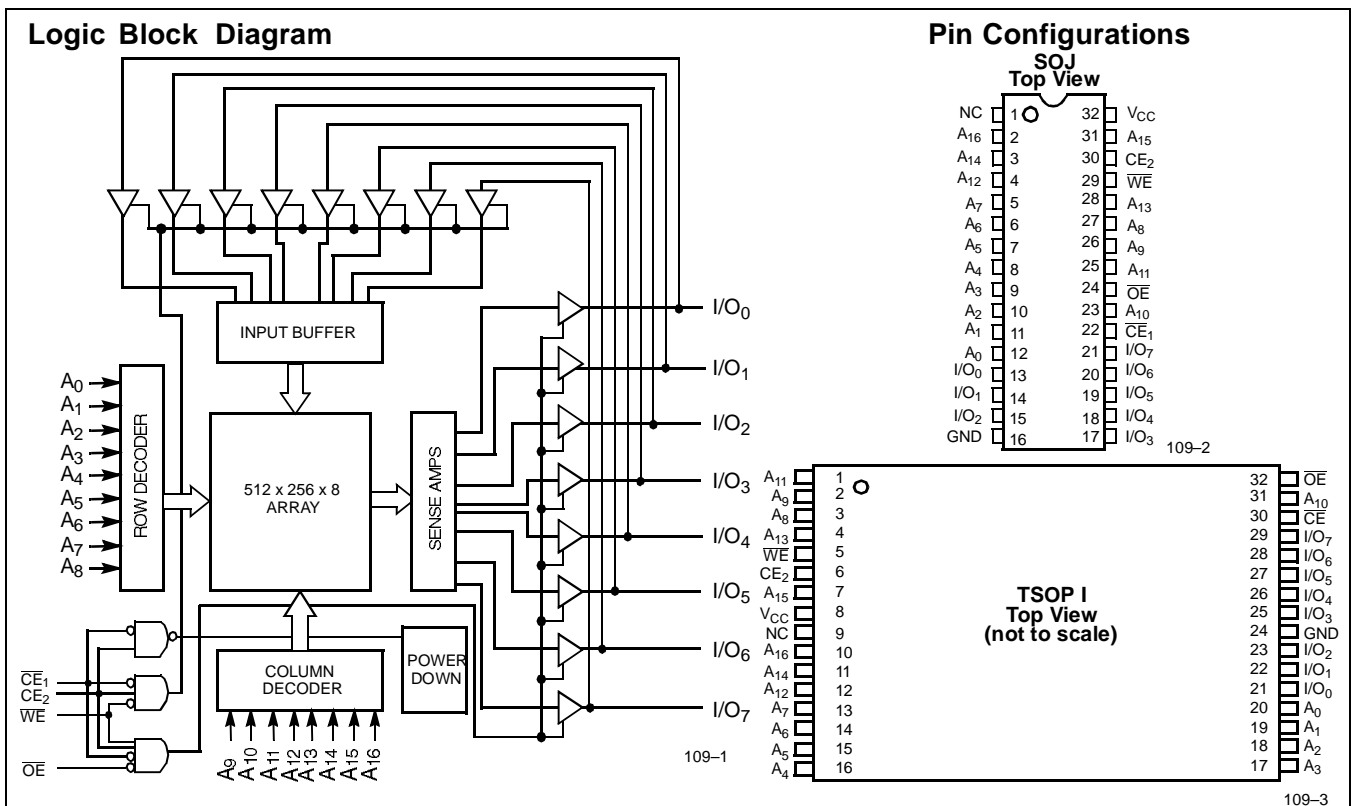 Logic Block Diagram
INPUT BUFFER
A0
A1
A2
A3
A4
A5
A6
A7
A8
ROW DECODER
512 x 256 x 8
ARRAY
SENSE AMPS
I/O0
I/O1
I/O2
I/O3
I/O4
I/O5
I/O6
I/O7
C̅E̅1
CE2
W̅E̅
O̅E̅
COLUMN
DECODER
POWER
DOWN
A9
A10
A11
A12
A13
A14
A15
A16
109–1
Pin Configurations
SOJ
Top View
NC 1 32 VCC
A16 2 31 A15
A14 3 30 CE2
A12 4 29 W̅E̅
A7 5 28 A13
A6 6 27 A8
A5 7 26 A9
A4 8 25 A11
A3 9 24 O̅E̅
A2 10 23 A10
A1 11 22 C̅E̅1
A0 12 21 I/O7
I/O0 13 20 I/O6
I/O1 14 19 I/O5
I/O2 15 18 I/O4
GND 16 17 I/O3
109–2
A11 1 32 O̅E̅
A9 2 31 A10
A8 3 30 C̅E̅
A13 4 29 I/O7
W̅E̅ 5 28 I/O6
CE2 6 27 I/O5
A15 7 26 I/O4
VCC 8 25 I/O3
NC 9 24 GND
A16 10 23 I/O2
A14 11 22 I/O1
A12 12 21 I/O0
A7 13 20 A0
A6 14 19 A1
A5 15 18 A2
A4 16 17 A3
TSOP I
Top View
(not to scale)
109–3